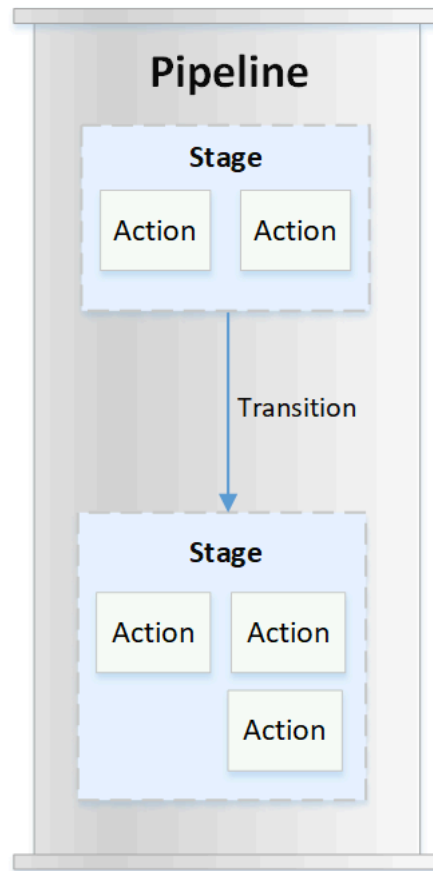 Pipeline
Stage
Action Action
Transition
Stage
Action Action
Action